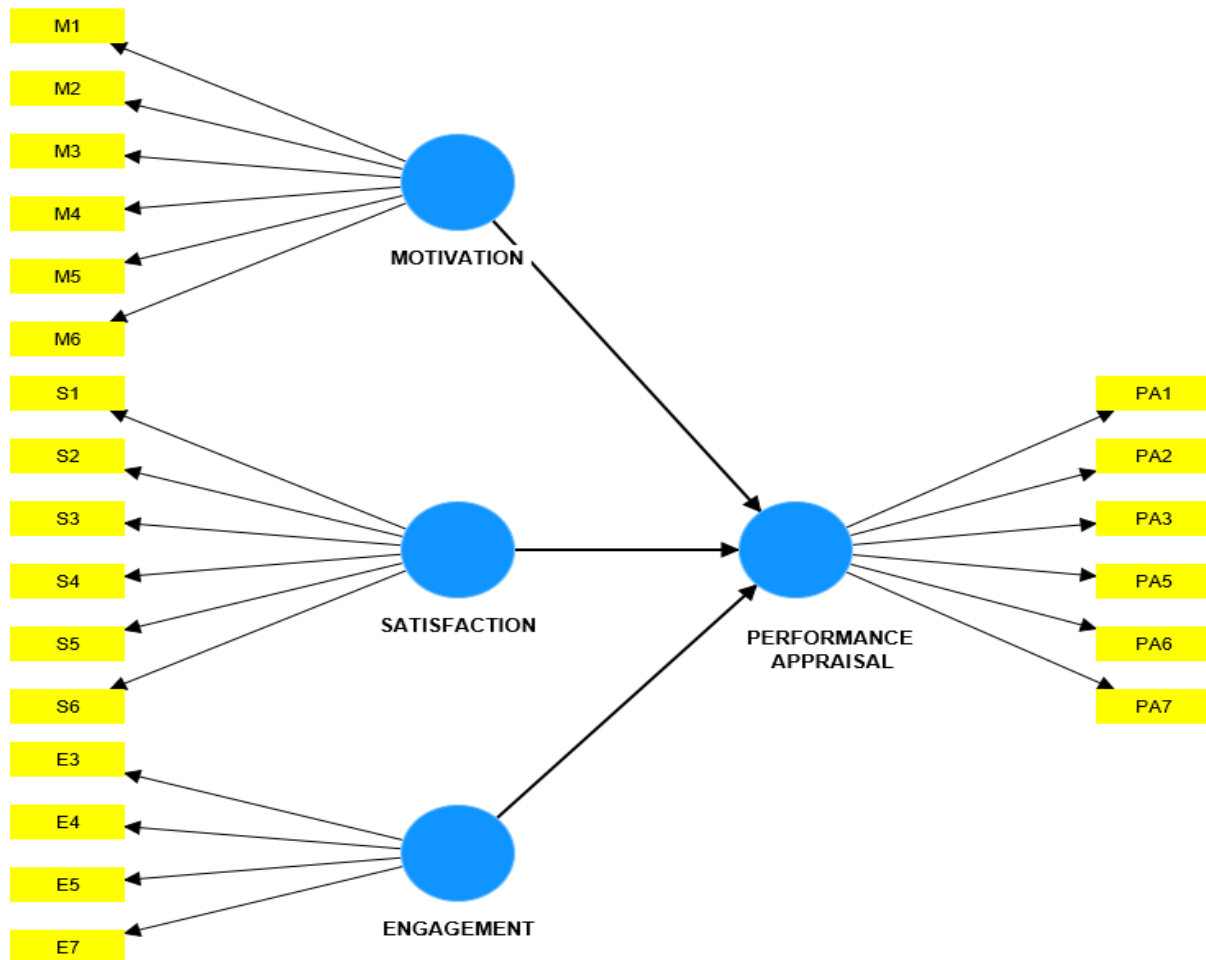 M1
M2
M3
M4
M5
M6
MOTIVATION
S1
S2
S3
S4
S5
S6
SATISFACTION
E3
E4
E5
E7
ENGAGEMENT
PERFORMANCE
APPRAISAL
PA1
PA2
PA3
PA5
PA6
PA7